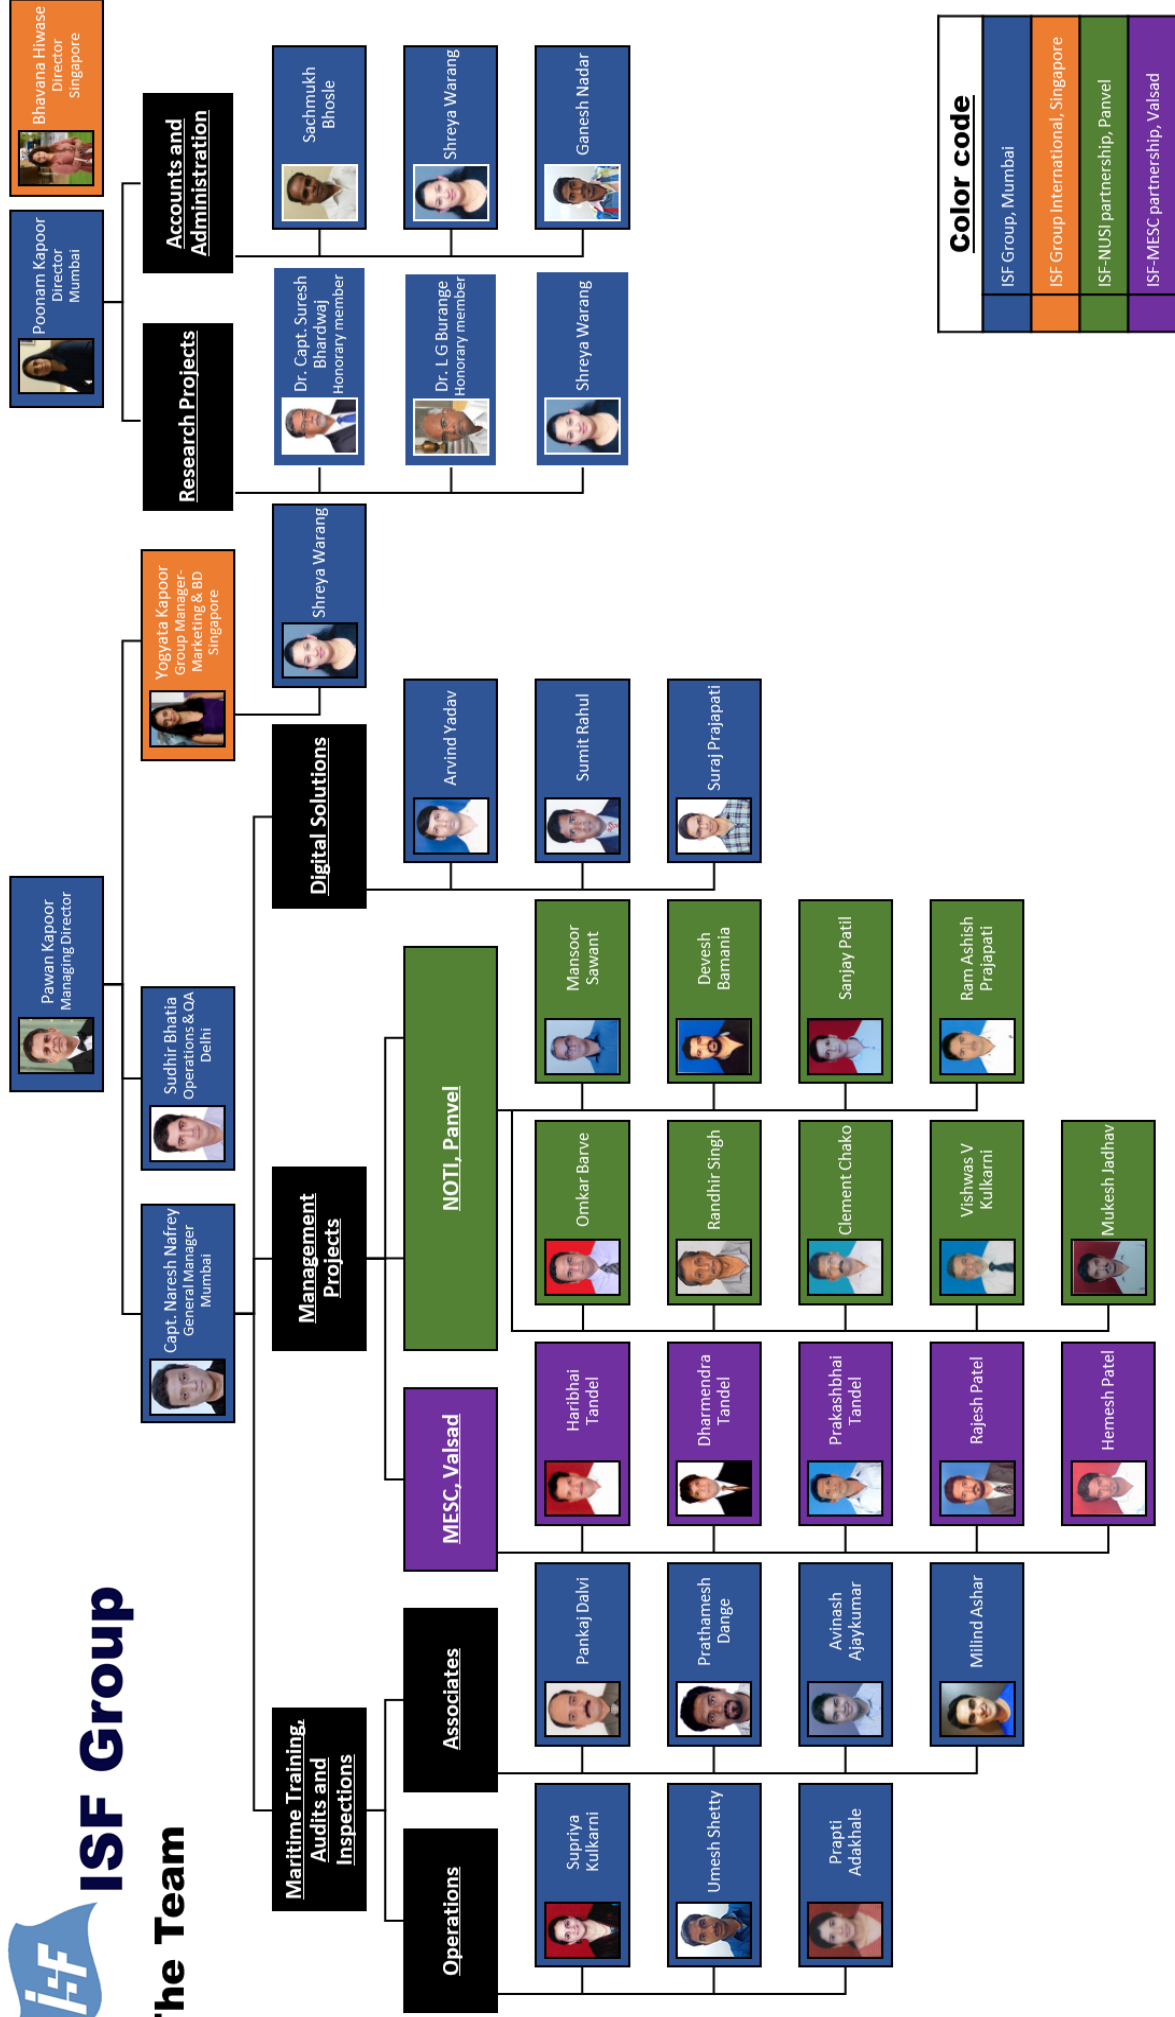 i-s-F
ISF Group
The Team
Pawan Kapoor
Managing Director
Poonam Kapoor
Director
Mumbai
Bhavana Hiwase
Director
Singapore
Capt. Naresh Nafrey
General Manager
Mumbai
Sudhir Bhatia
Operations & QA
Delhi
Yogyata Kapoor
Group Manager-
Marketing & BD
Singapore
Research Projects
Accounts and
Administration
Maritime Training,
Audits and
Inspections
Management
Projects
Digital Solutions
Shreya Warang
Dr. Capt. Suresh
Bhardwaj
Honorary member
Sachmukh
Bhosle
Operations
Associates
MESC, Valsad
NOTI, Panvel
Arvind Yadav
Dr. L G Burange
Honorary member
Shreya Warang
Supriya
Kulkarni
Pankaj Dalvi
Haribhai
Tandel
Omkar Barve
Mansoor
Sawant
Sumit Rahul
Shreya Warang
Ganesh Nadar
Umesh Shetty
Prathamesh
Dange
Dharmendra
Tandel
Randhir Singh
Devesh
Bamania
Suraj Prajapati
Prapti
Adakhale
Avinash
Ajaykumar
Prakashbhai
Tandel
Clement Chako
Sanjay Patil
Milind Ashar
Rajesh Patel
Vishwas V
Kulkarni
Ram Ashish
Prajapati
Hemesh Patel
Mukesh Jadhav
Color code
ISF Group, Mumbai
ISF Group International, Singapore
ISF-NUSI partnership, Panvel
ISF-MESC partnership, Valsad